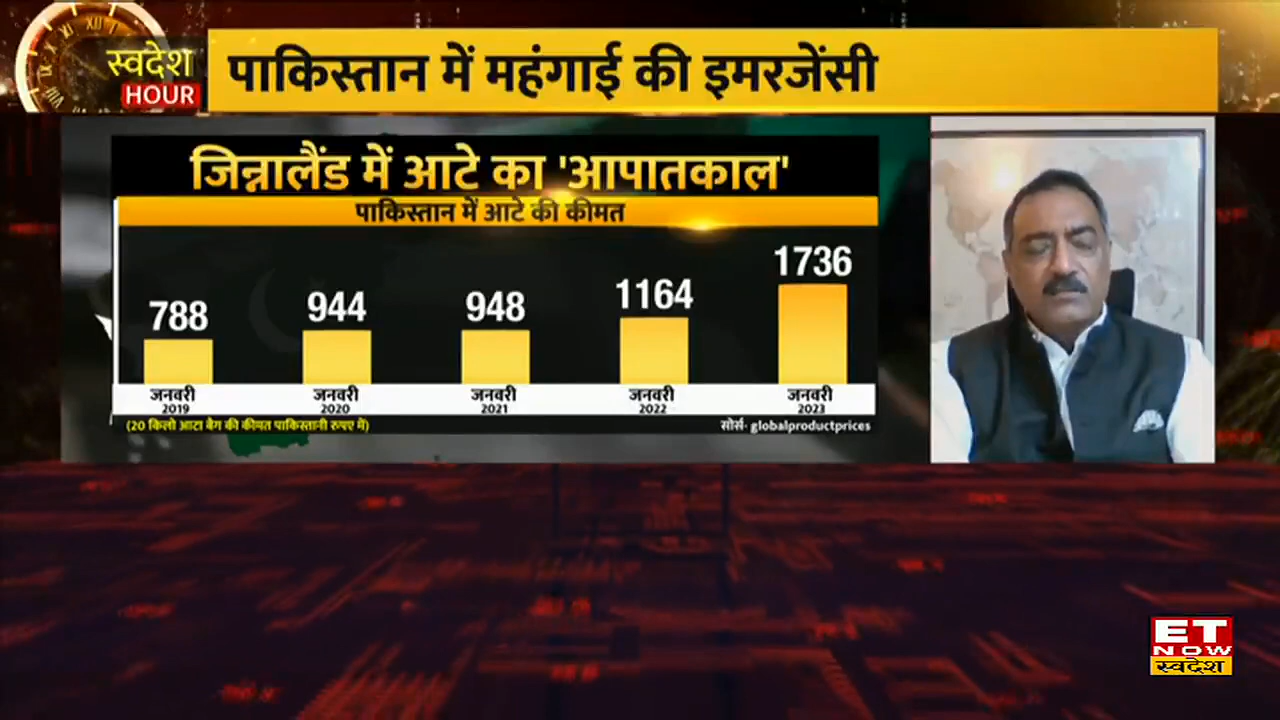 स्वदेश
HOUR
पाकिस्तान में महंगाई की इमरजेंसी
जिन्नालैंड में आटे का 'आपातकाल'
पाकिस्तान में आटे की कीमत
788
944
948
1164
1736
जनवरी
2019
जनवरी
2020
जनवरी
2021
जनवरी
2022
जनवरी
2023
(20 किलो आटा बैग की कीमत पाकिस्तानी रुपए में)
सोर्स- globalproductprices
ET
NOW
स्वदेश